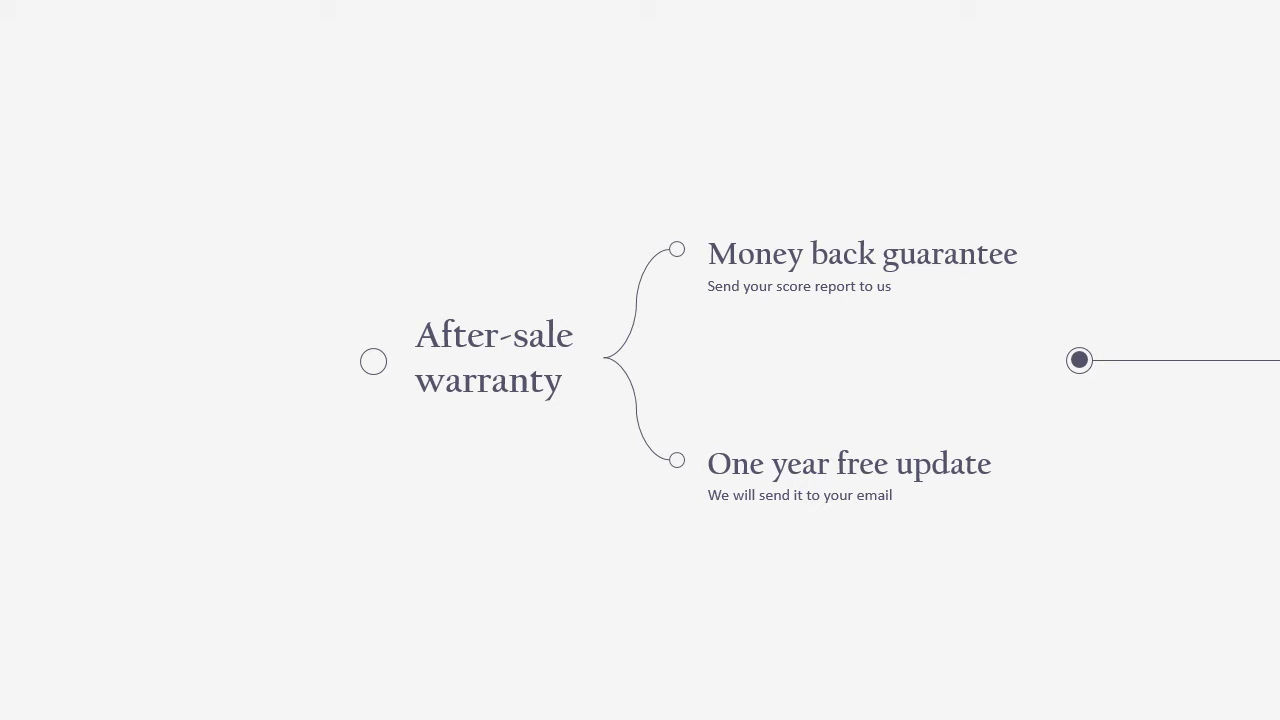 After-sale
warranty
Money back guarantee
Send your score report to us
One year free update
We will send it to your email